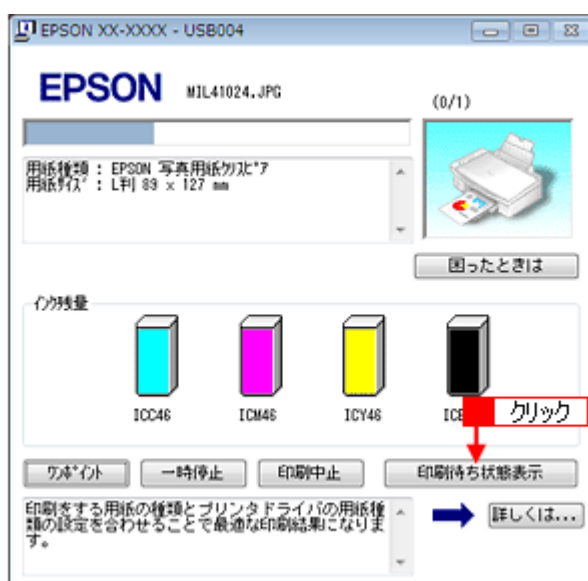 EPSON XX-XXXX - USB004
EPSON MIL41024.JPG
(0/1)
用紙種類 : EPSON 写真用紙ｸﾘｽﾋﾟｱ
用紙ｻｲｽﾞ : L判 89 x 127 mm
困ったときは
ｲﾝｸ残量
ICC46 ICM46 ICY46
クリック
ﾜﾝﾎﾟｲﾝﾄ 一時停止 印刷中止 印刷待ち状態表示
印刷をする用紙の種類とプリンタドライバの用紙種
類の設定を合わせることで最適な印刷結果になりま
す。
詳しくは...